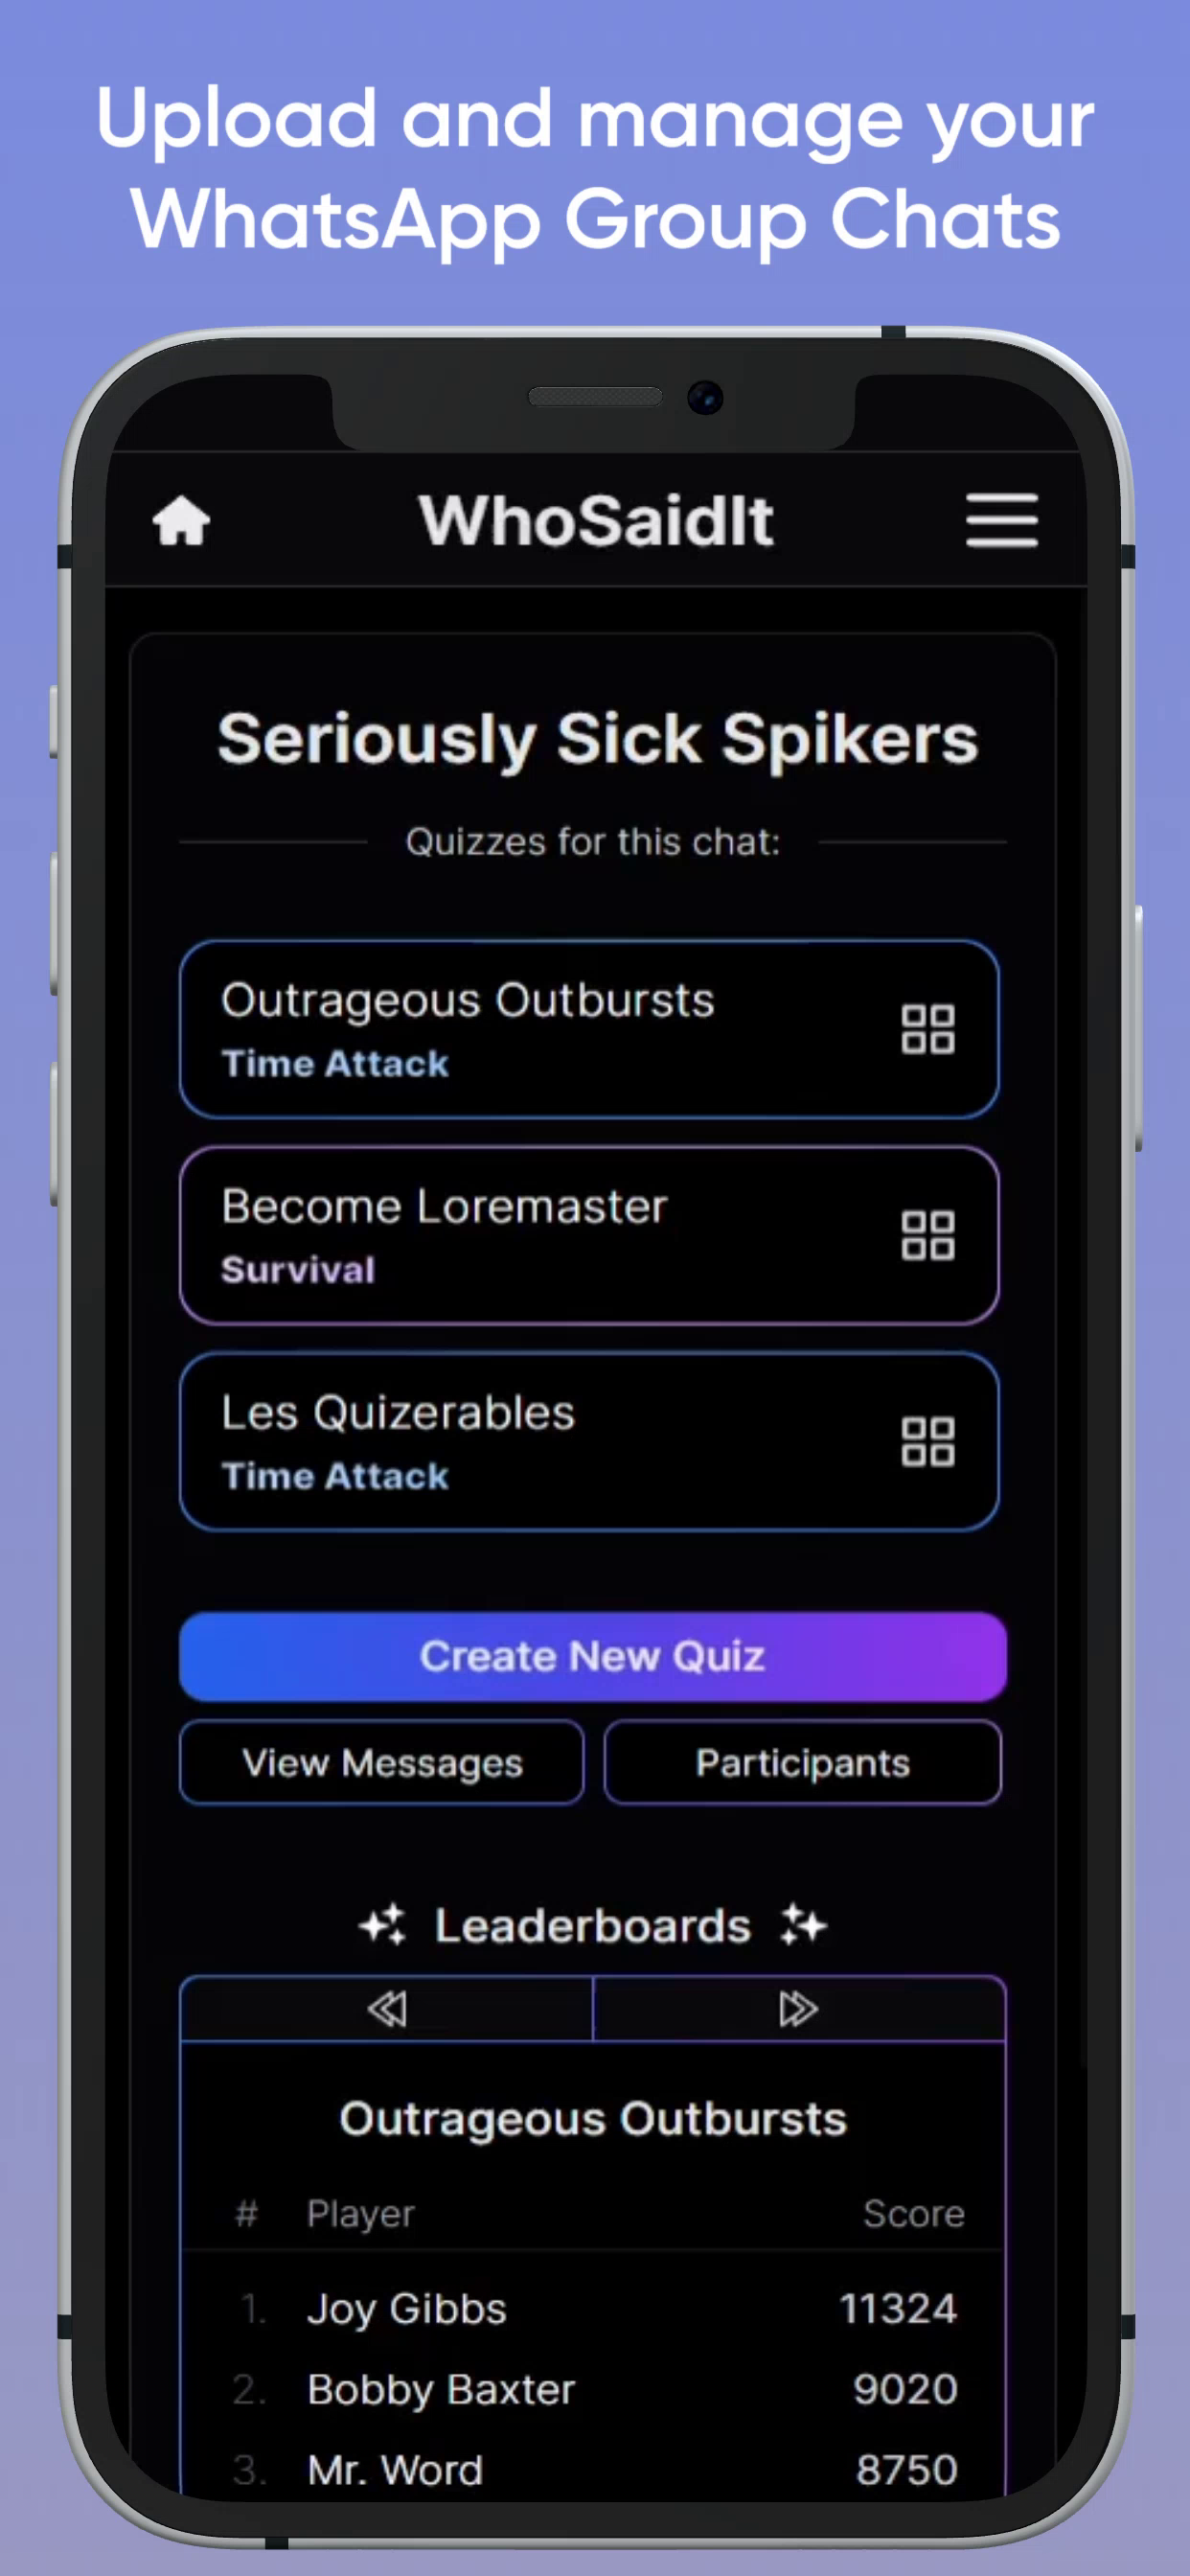 Upload and manage your
WhatsApp Group Chats
WhoSaidIt
Seriously Sick Spikers
Quizzes for this chat:
Outrageous Outbursts
Time Attack
Become Loremaster
Survival
Les Quizerables
Time Attack
Create New Quiz
View Messages Participants
Leaderboards
Outrageous Outbursts
# Player Score
1. Joy Gibbs 11324
2. Bobby Baxter 9020
3. Mr. Word 8750